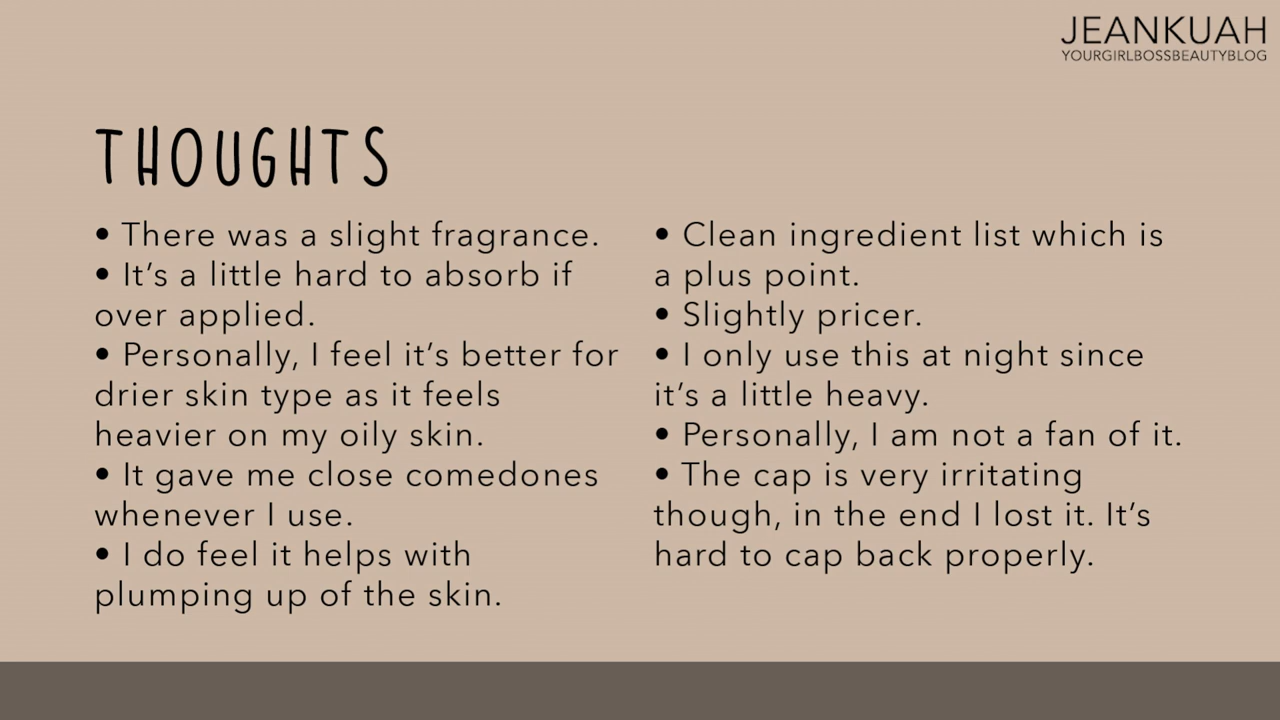 JEANKUAH
YOURGIRLBOSSBEAUTYBLOG
THOUGHTS
• There was a slight fragrance.
• It's a little hard to absorb if
over applied.
• Personally, I feel it's better for
drier skin type as it feels
heavier on my oily skin.
• It gave me close comedones
whenever I use.
• I do feel it helps with
plumping up of the skin.
• Clean ingredient list which is
a plus point.
• Slightly pricer.
• I only use this at night since
it's a little heavy.
• Personally, I am not a fan of it.
• The cap is very irritating
though, in the end I lost it. It's
hard to cap back properly.